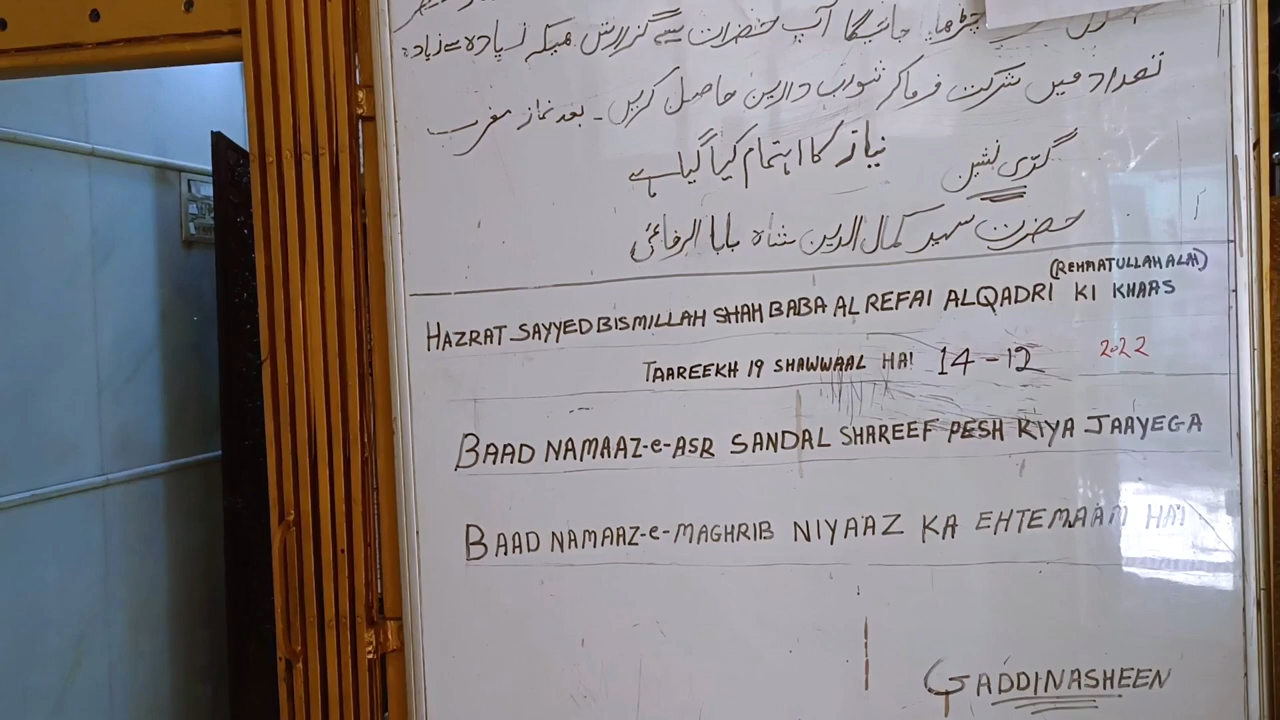 چڑھایا جائیگا آپ حضرات سے گزارش ھیکہ زیادہ سے زیادہ
تعداد میں شرکت فرماکر ثواب دارین حاصل کریں۔ بعد نماز مغرب
نیاز کا اہتمام کیا گیا ہے
گدی نشین
حضرت سید کمال الدین شاہ بابا الرفاعی
(REHMATULLAH ALAH)
HAZRAT SAYYED BISMILLAH SHAH BABA AL REFAI ALQADRI KI KHAAS
TAAREEKH 19 SHAWWAAL HAI 14-12 2022
BAAD NAMAAZ-e-ASR SANDAL SHAREEF PESH KIYA JAAYEGA
BAAD NAMAAZ-e-MAGHRIB NIYAAZ KA EHTEMAAM HAI
GADDINASHEEN